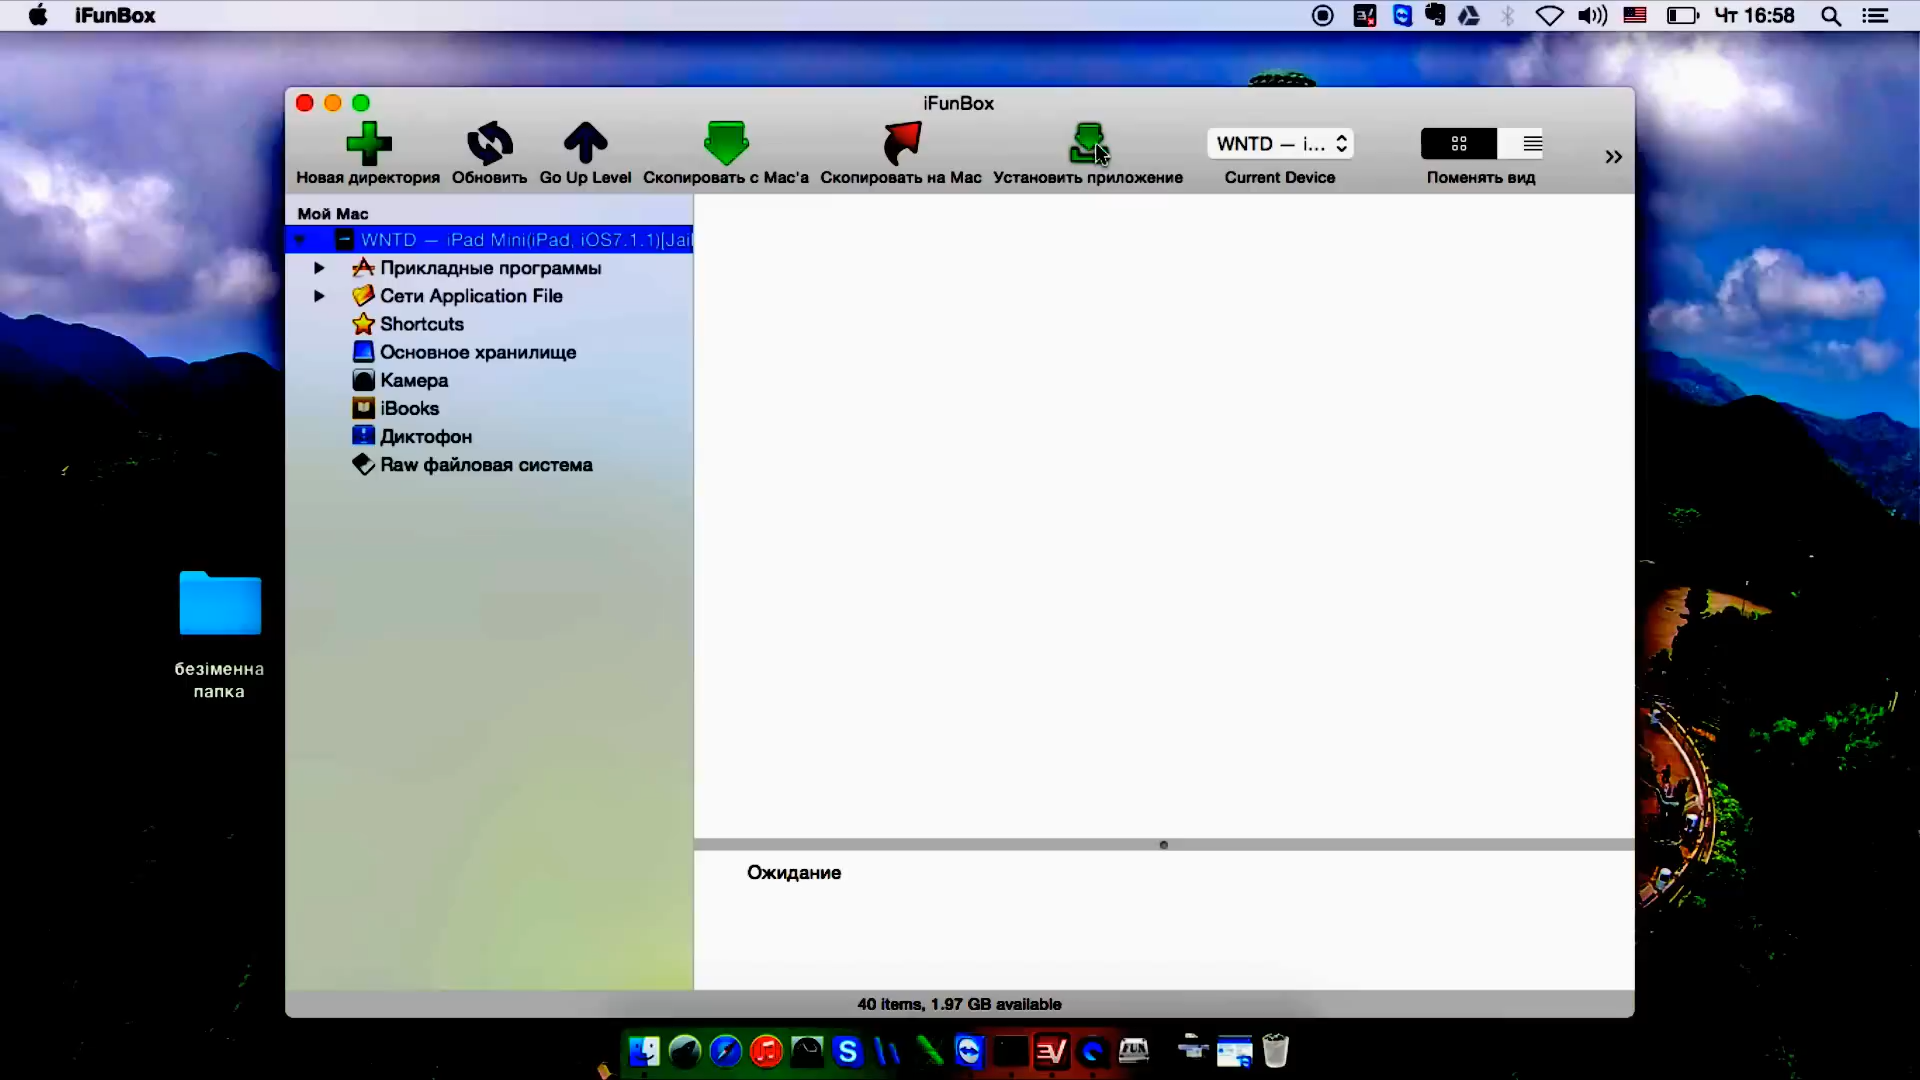 iFunBox
Чт 16:58
iFunBox
Новая директория
Обновить
Go Up Level
Скопировать с Mac'а
Скопировать на Mac
Установить приложение
WNTD — i...
Current Device
Поменять вид
Мой Mac
WNTD — iPad Mini(iPad, iOS7.1.1)[Jail
Прикладные программы
Сети Application File
Shortcuts
Основное хранилище
Камера
iBooks
Диктофон
Raw файловая система
безіменна
папка
Ожидание
40 items, 1.97 GB available
FUN